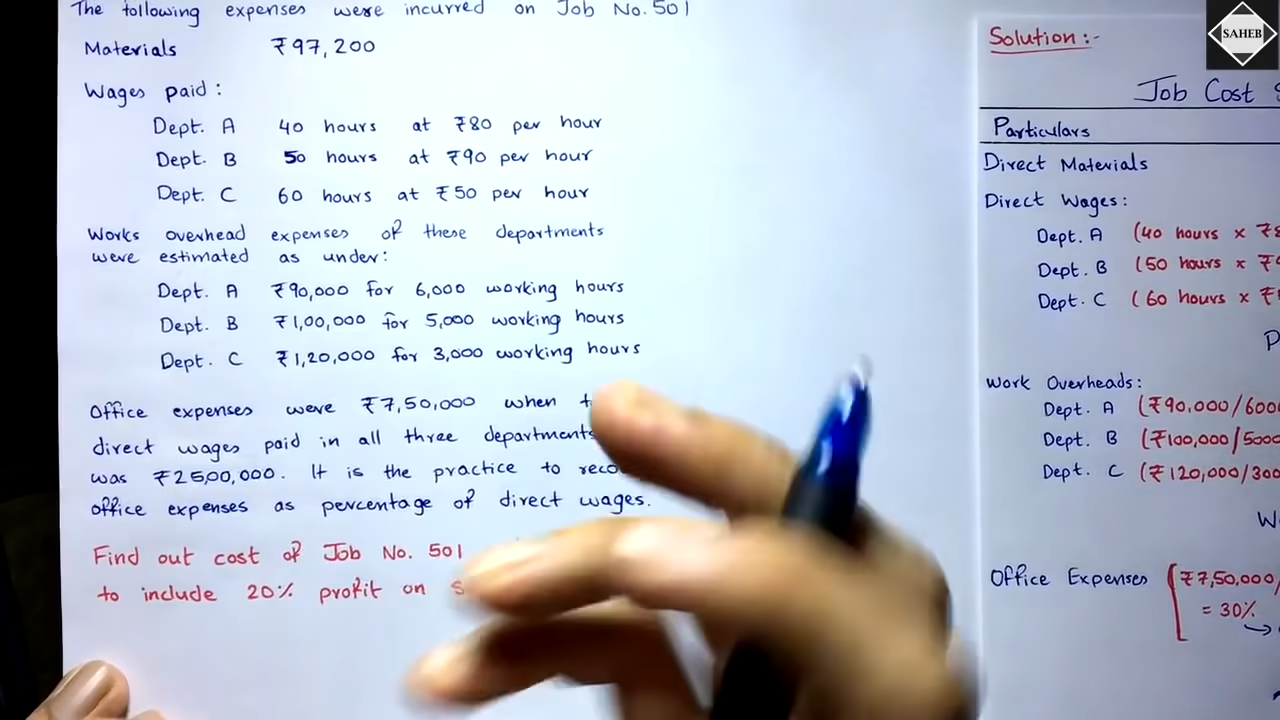 The following expenses were incurred on Job No. 501
Materials ₹97,200
Wages paid:
Dept. A 40 hours at ₹80 per hour
Dept. B 50 hours at ₹90 per hour
Dept. C 60 hours at ₹50 per hour
Works overhead expenses of these departments
were estimated as under:
Dept. A ₹90,000 for 6,000 working hours
Dept. B ₹1,00,000 for 5,000 working hours
Dept. C ₹1,20,000 for 3,000 working hours
Office expenses were ₹7,50,000 when
direct wages paid in all three departments
was ₹25,00,000. It is the practice to
office expenses as percentage of direct wages.
Find out cost of Job No. 501
to include 20% profit on
SAHEB
Solution:-
Job Cost
Particulars
Direct Materials
Direct Wages:
Dept. A (40 hours x
Dept. B (50 hours x
Dept. C (60 hours x
Work Overheads:
Dept. A (₹90,000/600
Dept. B (₹100,000/5000
Dept. C (₹120,000/300
Office Expenses ₹7,50,000/
= 30%